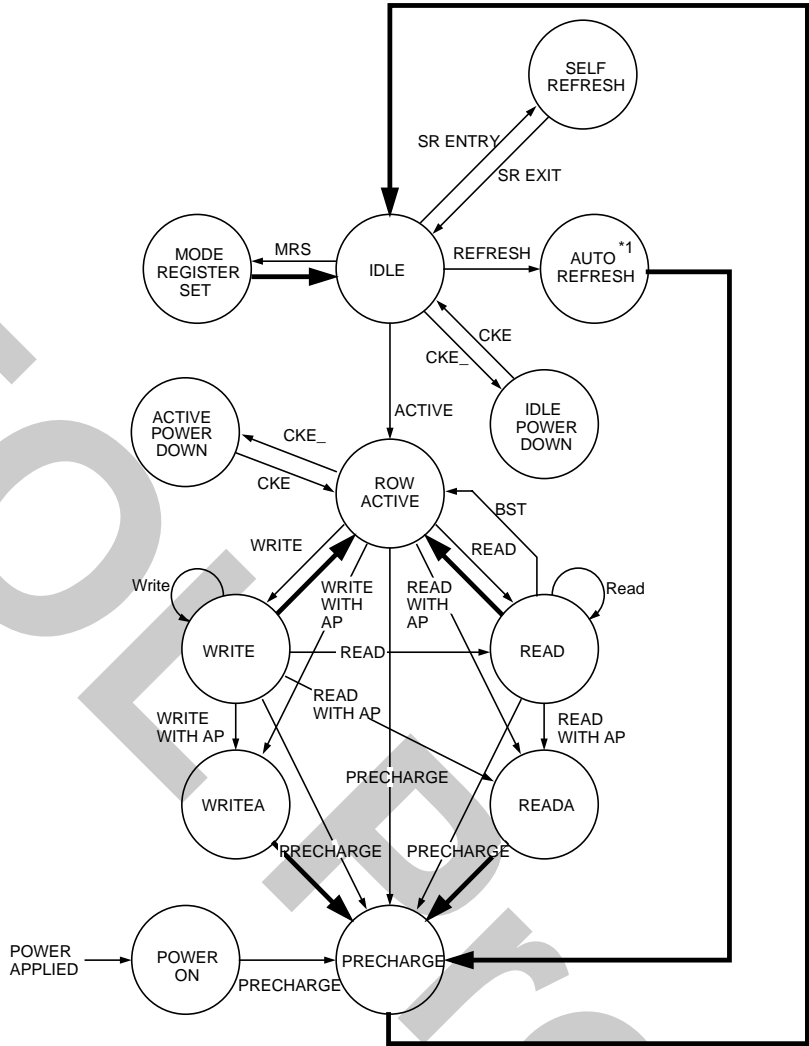 SELF
REFRESH
SR ENTRY
SR EXIT
MODE
REGISTER
SET
MRS
IDLE
REFRESH
*1
AUTO
REFRESH
CKE
CKE_
ACTIVE
POWER
DOWN
CKE_
CKE
ACTIVE
IDLE
POWER
DOWN
ROW
ACTIVE
BST
WRITE
READ
Write
WRITE
WITH
AP
READ
WITH
AP
Read
WRITE
READ
READ
WRITE
WITH AP
READ
WITH AP
READ
WITH AP
WRITEA
PRECHARGE
READA
PRECHARGE
PRECHARGE
POWER
APPLIED
POWER
ON
PRECHARGE
PRECHARGE
EOL Pro